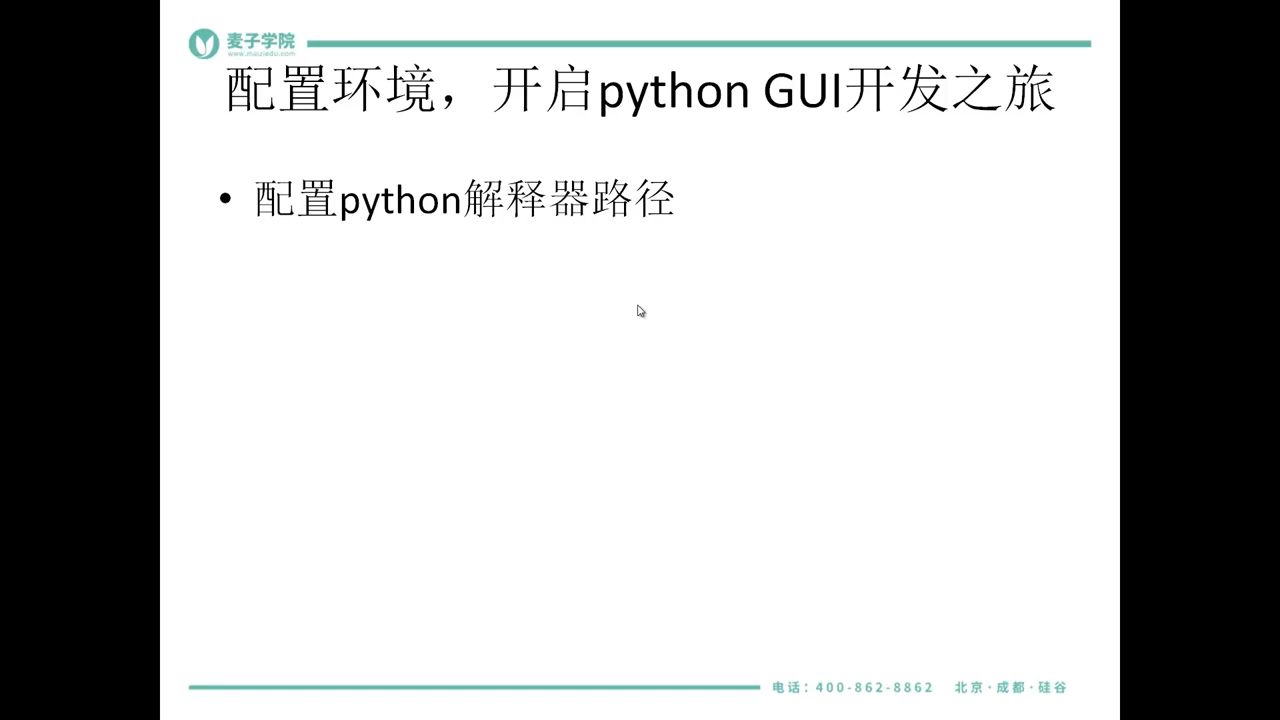 麦子学院
www.maiziedu.com
配置环境，开启python GUI开发之旅
• 配置python解释器路径
电话：400-862-8862 北京·成都·硅谷